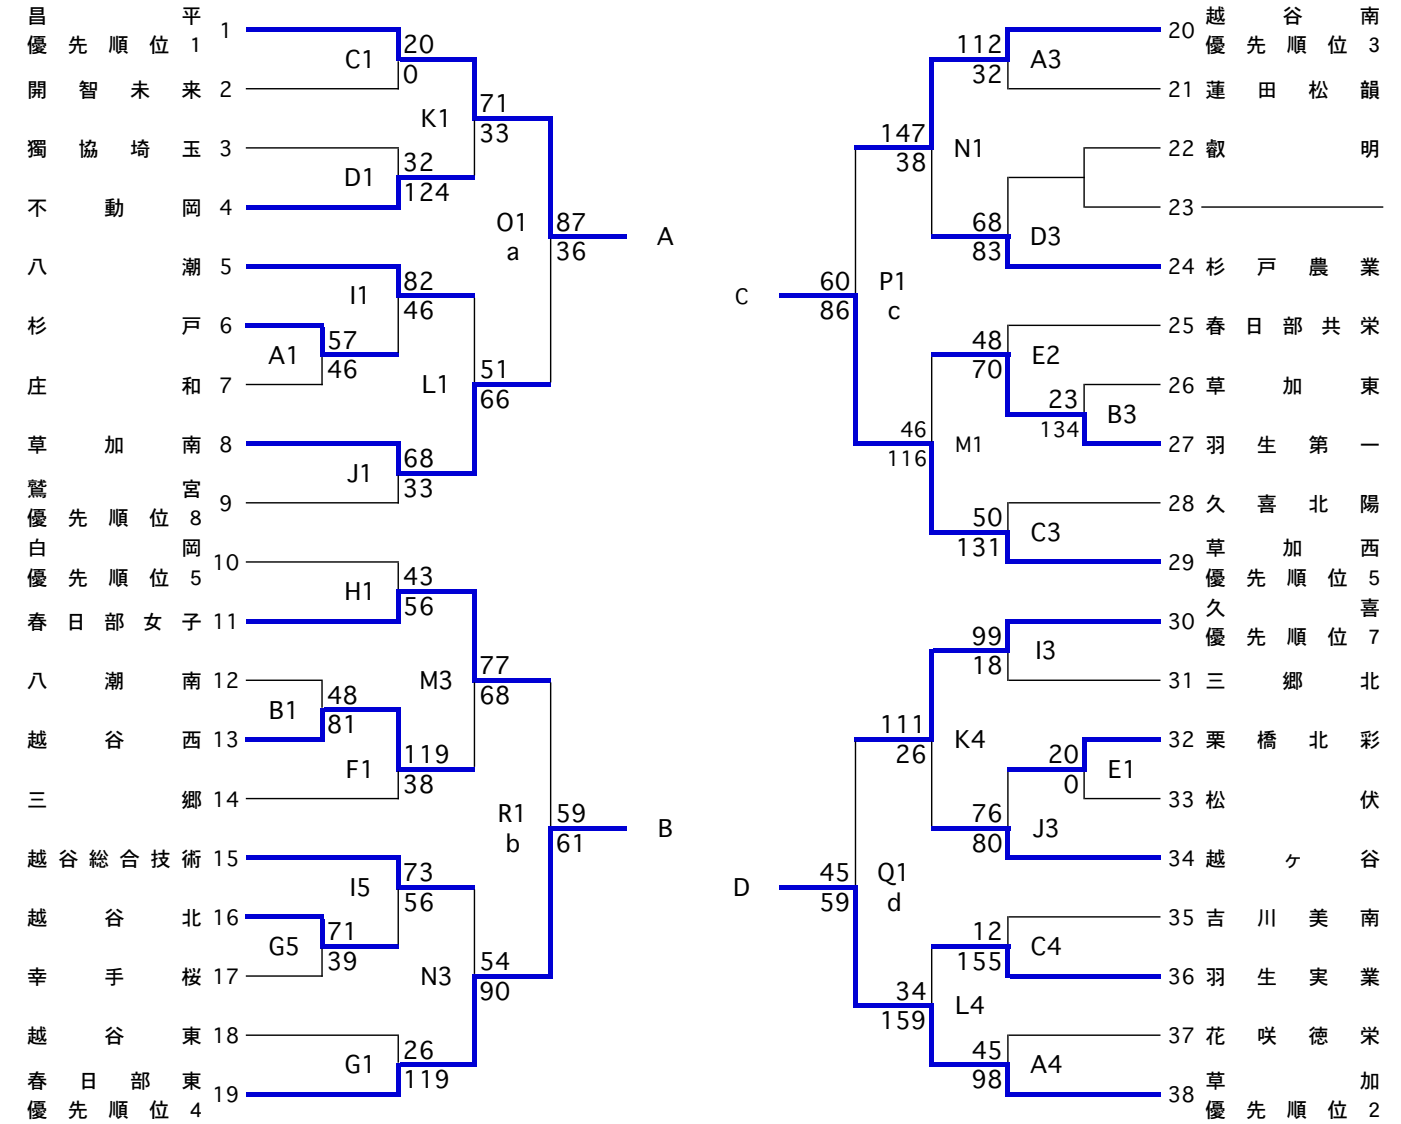 昌平 1
優先順位1
C1 20
0
開智未来 2
K1 71
33
獨協埼玉 3
D1 32
124
不動岡 4
O1 87 A
a 36
八潮 5
I1 82
46
杉戸 6
A1 57
46
庄和 7
L1 51
66
草加南 8
J1 68
33
鷲宮 9
優先順位8
白岡 10
優先順位5
H1 43
56
春日部女子 11
M3 77
68
八潮南 12
B1 48
81
越谷西 13
F1 119
38
三郷 14
R1 59 B
b 61
越谷総合技術 15
I5 73
56
越谷北 16
G5 71
39
幸手桜 17
N3 54
90
越谷東 18
G1 26
119
春日部東 19
優先順位4
20 越谷南
優先順位3
112 A3
32
21 蓮田松韻
147 N1
38
22 叡明
23
68 D3
83
24 杉戸農業
C 60 P1
86 c
25 春日部共栄
48 E2
70
26 草加東
23 B3
134
27 羽生第一
46 M1
116
28 久喜北陽
50 C3
131
29 草加西
優先順位5
30 久喜
優先順位7
99 I3
18
31 三郷北
111 K4
26
32 栗橋北彩
20 E1
0
33 松伏
76 J3
80
34 越ヶ谷
D 45 Q1
59 d
35 吉川美南
12 C4
155
36 羽生実業
34 L4
159
37 花咲徳栄
45 A4
98
38 草加
優先順位2